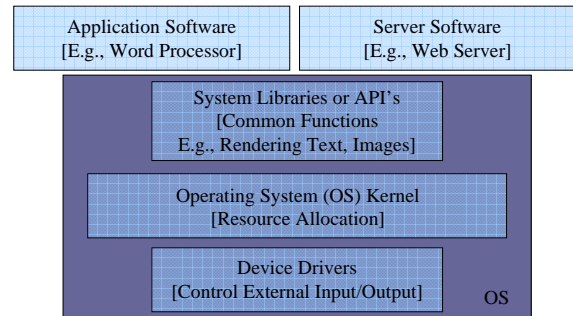 Application Software
[E.g., Word Processor]
Server Software
[E.g., Web Server]
System Libraries or API's
[Common Functions
E.g., Rendering Text, Images]
Operating System (OS) Kernel
[Resource Allocation]
Device Drivers
[Control External Input/Output]
OS